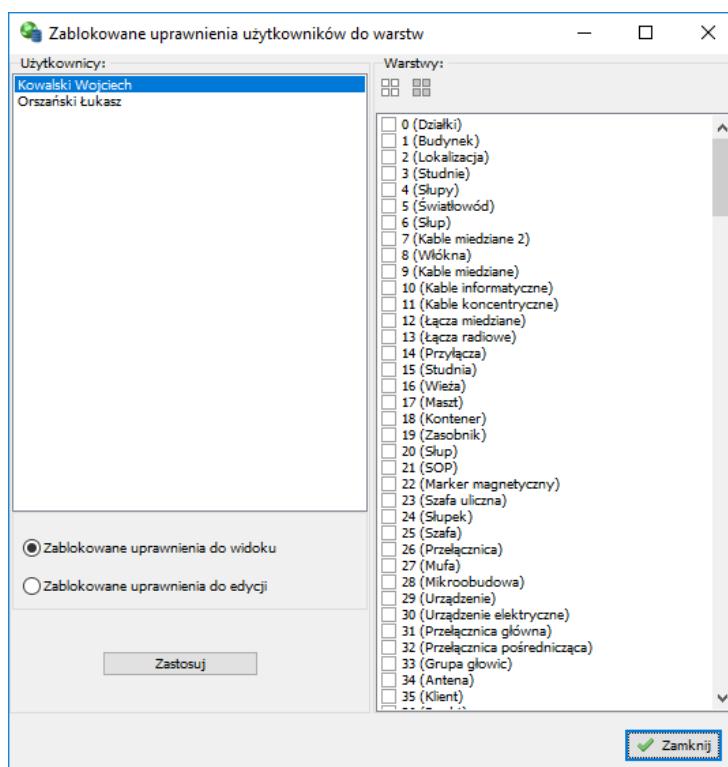 Zablokowane uprawnienia użytkowników do warstw
Użytkownicy:
Kowalski Wojciech
Orszański Łukasz
Zablokowane uprawnienia do widoku
Zablokowane uprawnienia do edycji
Zastosuj
Warstwy:
0 (Działki)
1 (Budynek)
2 (Lokalizacja)
3 (Studnie)
4 (Słupy)
5 (Światłowód)
6 (Słup)
7 (Kable miedziane 2)
8 (Włókna)
9 (Kable miedziane)
10 (Kable informatyczne)
11 (Kable koncentryczne)
12 (Łącza miedziane)
13 (Łącza radiowe)
14 (Przyłącza)
15 (Studnia)
16 (Wieża)
17 (Maszt)
18 (Kontener)
19 (Zasobnik)
20 (Słup)
21 (SOP)
22 (Marker magnetyczny)
23 (Szafa uliczna)
24 (Słupek)
25 (Szafa)
26 (Przełącznica)
27 (Mufa)
28 (Mikroobudowa)
29 (Urządzenie)
30 (Urządzenie elektryczne)
31 (Przełącznica główna)
32 (Przełącznica pośrednicząca)
33 (Grupa głowic)
34 (Antena)
35 (Klient)
Zamknij